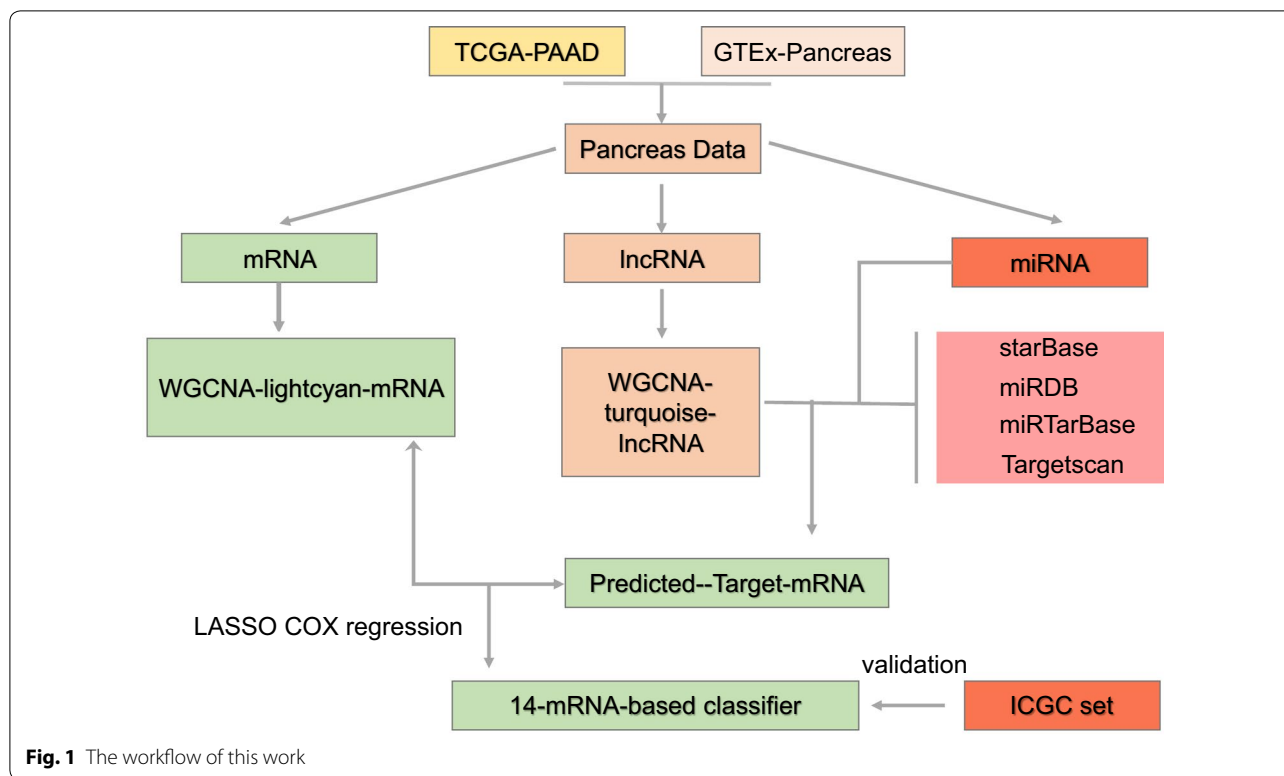 TCGA-PAAD
GTEx-Pancreas
Pancreas Data
mRNA
lncRNA
miRNA
WGCNA-lightcyan-mRNA
WGCNA-
turquoise-
lncRNA
starBase
miRDB
miRTarBase
Targetscan
Predicted--Target-mRNA
LASSO COX regression
validation
14-mRNA-based classifier
ICGC set
Fig. 1 The workflow of this work